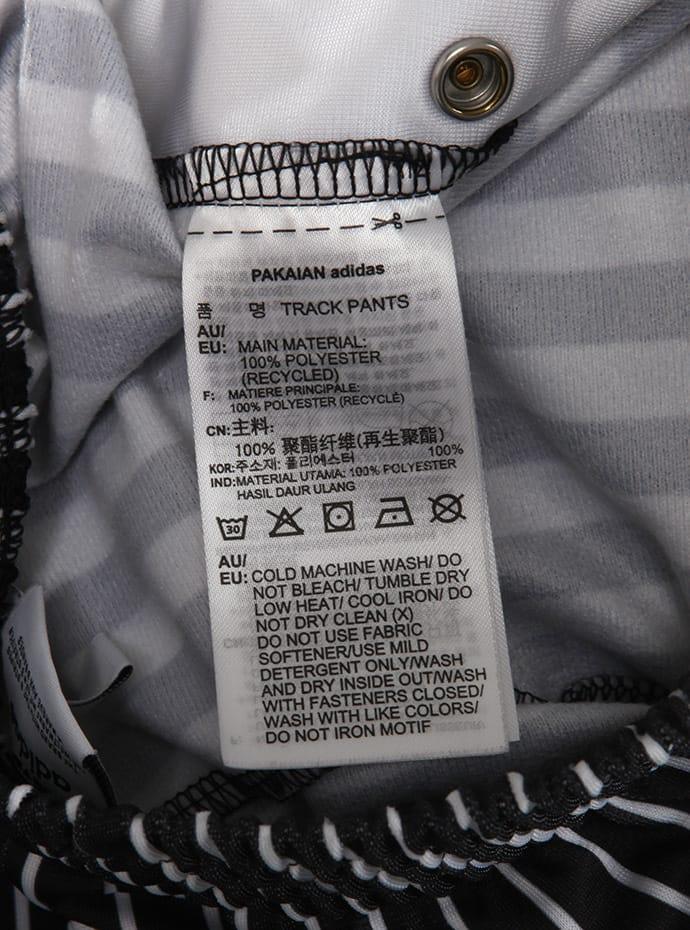 PAKAIAN adidas
품 명 TRACK PANTS
AU/
EU: MAIN MATERIAL:
100% POLYESTER
(RECYCLED)
F: MATIERE PRINCIPALE:
100% POLYESTER (RECYCLÉ)
CN: 主料:
100% 聚酯纤维(再生聚酯)
KOR: 주소재: 폴리에스터 100%
IND: MATERIAL UTAMA: 100% POLYESTER
HASIL DAUR ULANG
30
AU/
EU: COLD MACHINE WASH/ DO
NOT BLEACH/ TUMBLE DRY
LOW HEAT/ COOL IRON/ DO
NOT DRY CLEAN (X)
DO NOT USE FABRIC
SOFTENER/USE MILD
DETERGENT ONLY/WASH
AND DRY INSIDE OUT/WASH
WITH FASTENERS CLOSED/
WASH WITH LIKE COLORS/
DO NOT IRON MOTIF